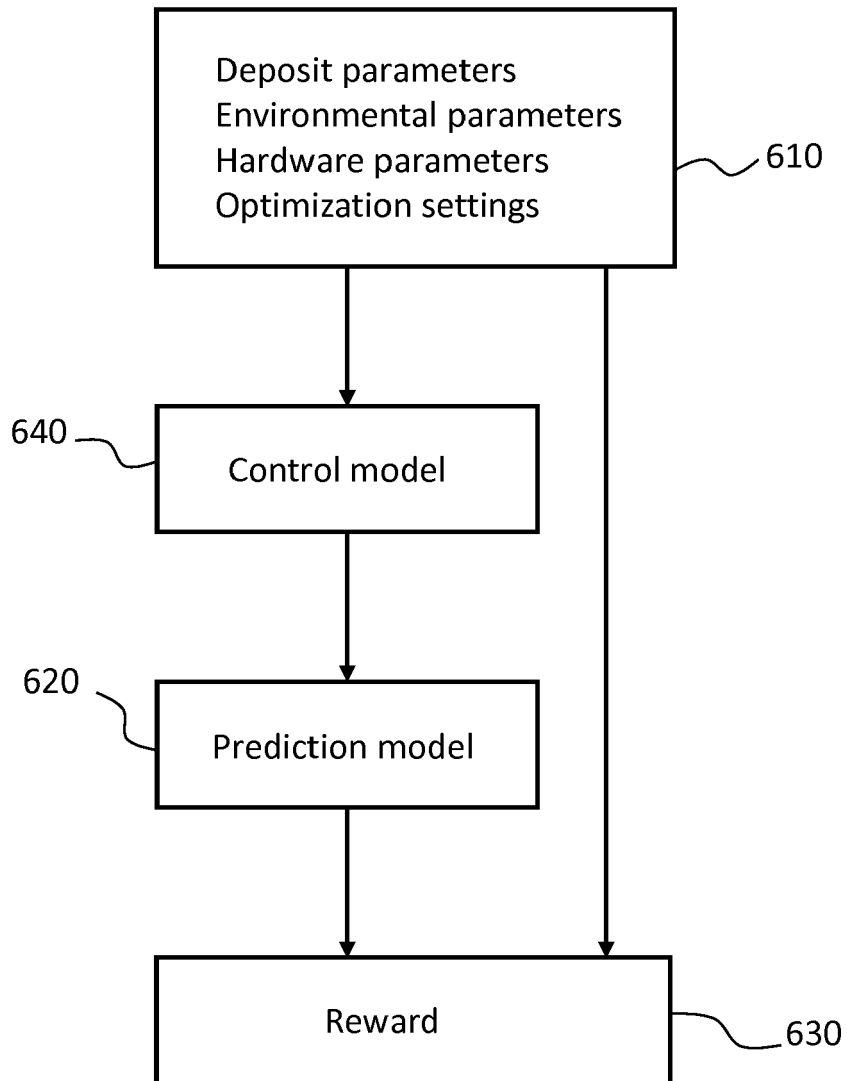 Deposit parameters
Environmental parameters
Hardware parameters
Optimization settings
610
640
Control model
620
Prediction model
Reward
630